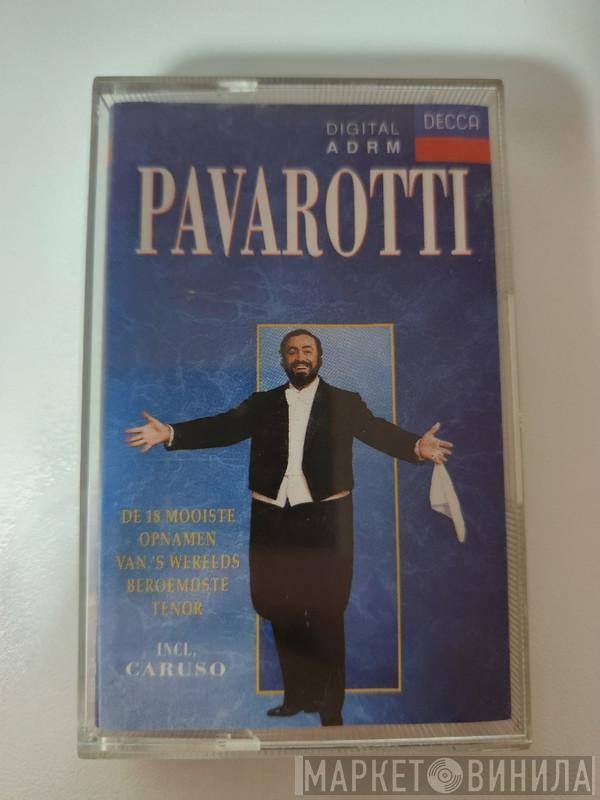 DIGITAL
ADRM
DECCA
PAVAROTTI
DE 18 MOOISTE
OPNAMEN
VAN 'S WERELDS
BEROEMDSTE
TENOR
INCL.
CARUSO
МАРКЕТ ВИНИЛА